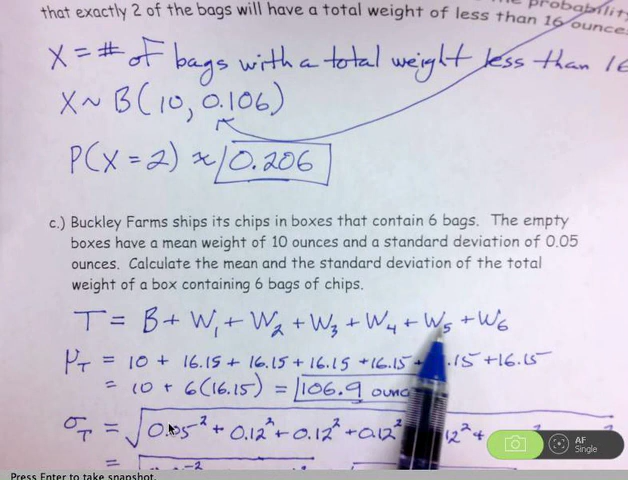 probability
that exactly 2 of the bags will have a total weight of less than 16 ounce
X = # of bags with a total weight less than 16
X ~ B(10, 0.106)
P(X = 2) ≈ 0.206
c.) Buckley Farms ships its chips in boxes that contain 6 bags. The empty
boxes have a mean weight of 10 ounces and a standard deviation of 0.05
ounces. Calculate the mean and the standard deviation of the total
weight of a box containing 6 bags of chips.
T = B + W₁ + W₂ + W₃ + W₄ + W₅ + W₆
μ_T = 10 + 16.15 + 16.15 + 16.15 + 16.15 + .15 + 16.15
= 10 + 6(16.15) = 106.9 ounc
σ_T = √0.05² + 0.12² + 0.12² + 0.12² 12² +
AF
Single
Press Enter to take snapshot.